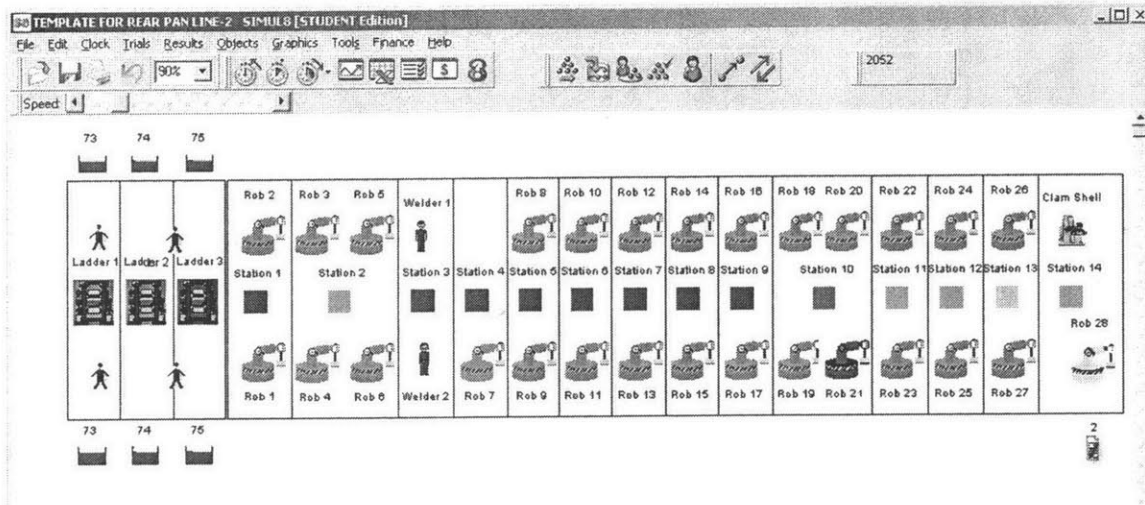 S8 TEMPLATE FOR REAR PAN LINE-2 SIMUL8 [STUDENT Edition]
File Edit Clock Trials Results Objects Graphics Tools Finance Help
90% $ 2052
Speed
73 74 75
Rob 2 Rob 3 Rob 5 Welder 1 Rob 8 Rob 10 Rob 12 Rob 14 Rob 16 Rob 18 Rob 20 Rob 22 Rob 24 Rob 26 Clam Shell
Ladder 1 Ladder 2 Ladder 3 Station 1 Station 2 Station 3 Station 4 Station 5 Station 6 Station 7 Station 8 Station 9 Station 10 Station 11 Station 12 Station 13 Station 14
Rob 28
Rob 1 Rob 4 Rob 6 Welder 2 Rob 7 Rob 9 Rob 11 Rob 13 Rob 15 Rob 17 Rob 19 Rob 21 Rob 23 Rob 25 Rob 27
73 74 75 2